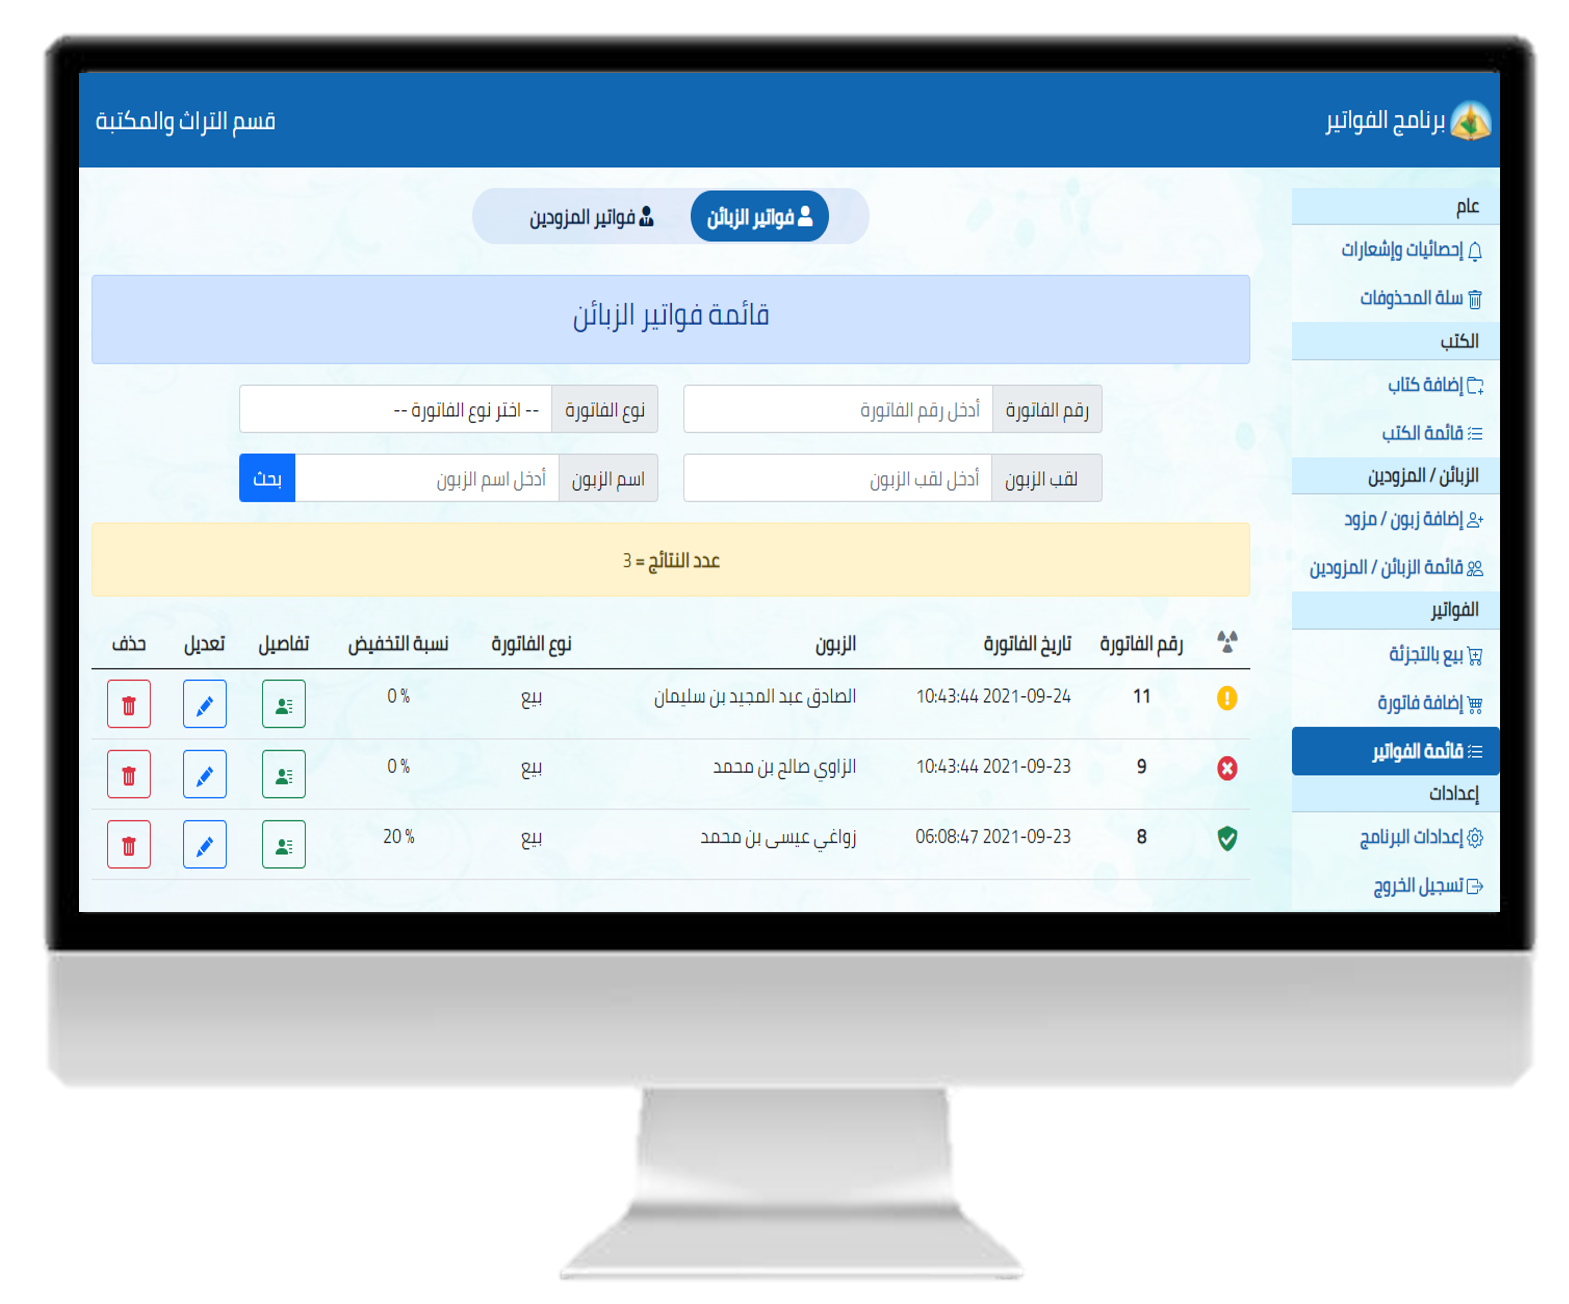 برنامج الفواتير
قسم التراث والمكتبة
عام
إحصائيات وإشعارات
سلة المحذوفات
الكتب
إضافة كتاب
قائمة الكتب
الزبائن / المزودين
إضافة زبون / مزود
قائمة الزبائن / المزودين
الفواتير
بيع بالتجزئة
إضافة فاتورة
قائمة الفواتير
إعدادات
إعدادات البرنامج
تسجيل الخروج
فواتير الزبائن فواتير المزودين
قائمة فواتير الزبائن
رقم الفاتورة أدخل رقم الفاتورة نوع الفاتورة -- اختر نوع الفاتورة --
لقب الزبون أدخل لقب الزبون اسم الزبون أدخل اسم الزبون بحث
عدد النتائج = 3
رقم الفاتورة تاريخ الفاتورة الزبون نوع الفاتورة نسبة التخفيض تفاصيل تعديل حذف
11 10:43:44 2021-09-24 الصادق عبد المجيد بن سليمان بيع 0 %
9 10:43:44 2021-09-23 الزاوي صالح بن محمد بيع 0 %
8 06:08:47 2021-09-23 زواغي عيسى بن محمد بيع 20 %